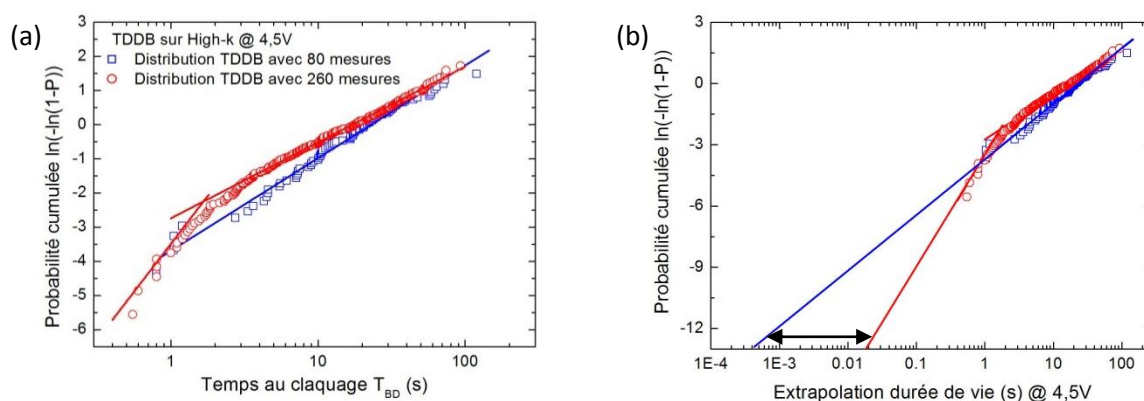 (a)
3
2
1
0
-1
-2
-3
-4
-5
-6
Probabilité cumulée ln(-ln(1-P))
TDDB sur High-k @ 4,5V
Distribution TDDB avec 80 mesures
Distribution TDDB avec 260 mesures
1
10
100
Temps au claquage TBD (s)
(b)
3
0
-3
-6
-9
-12
Probabilité cumulée ln(-ln(1-P))
1E-4
1E-3
0.01
0.1
1
10
100
Extrapolation durée de vie (s) @ 4,5V